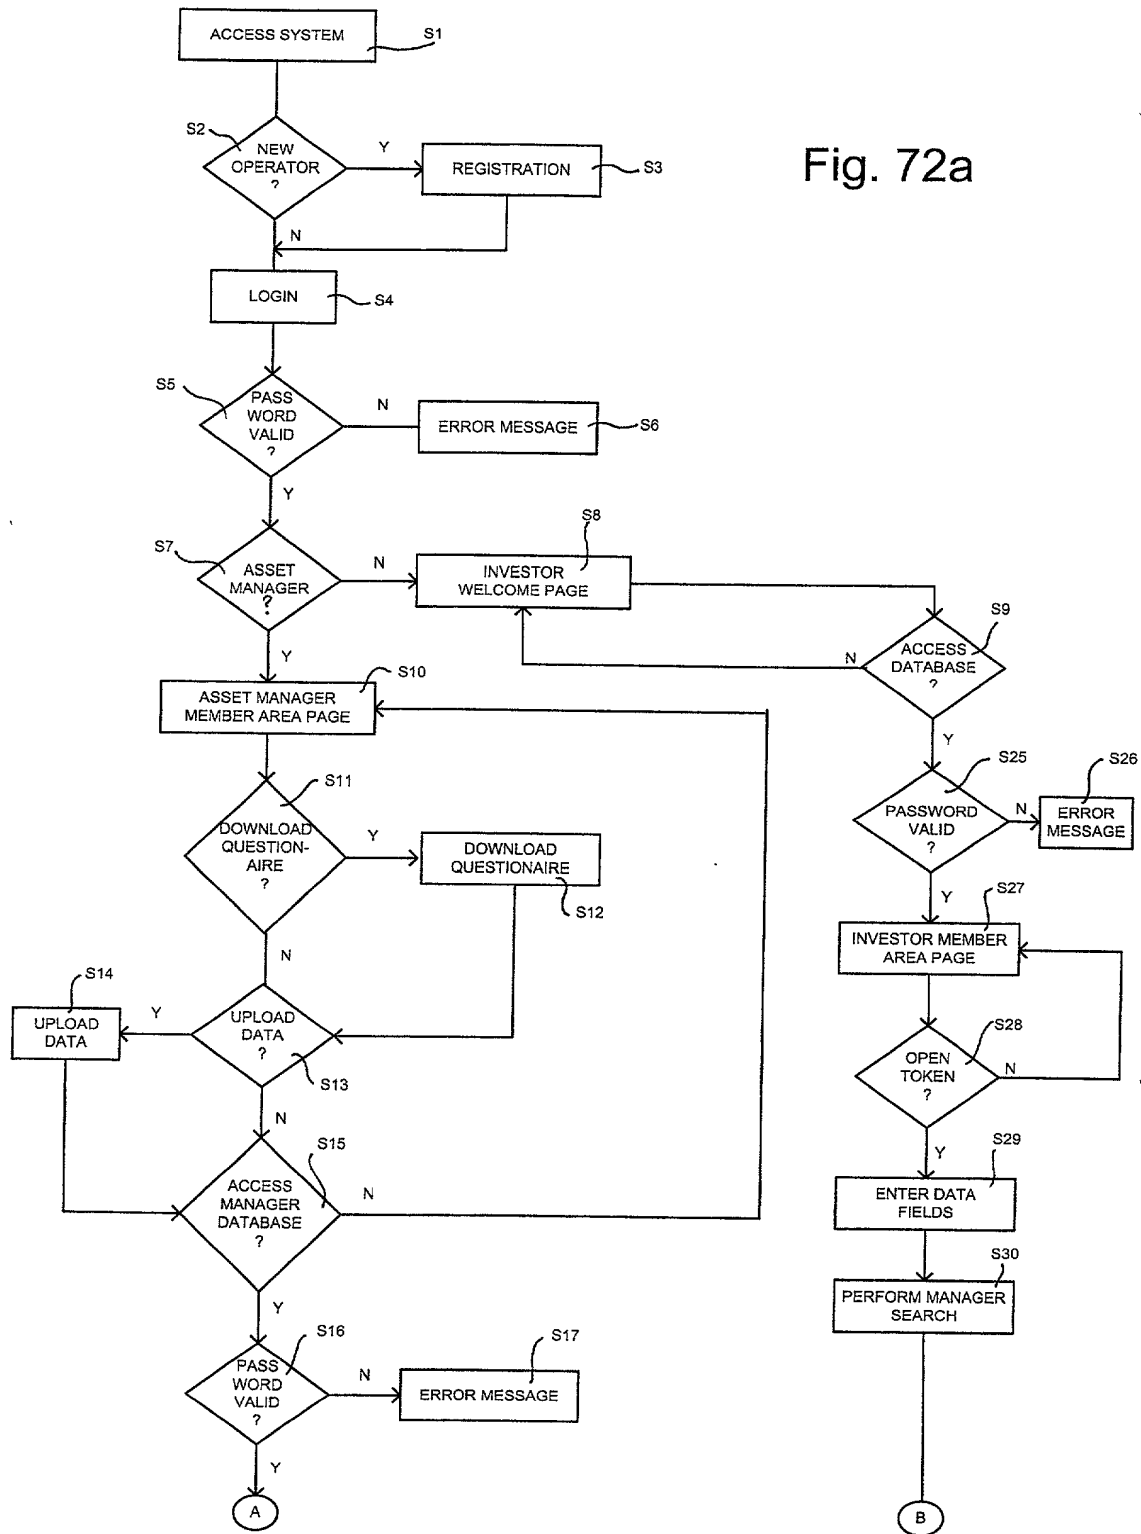 ACCESS SYSTEM
S1
S2
NEW
OPERATOR
?
Y
REGISTRATION
S3
Fig. 72a
N
LOGIN
S4
S5
PASS
WORD
VALID
?
N
ERROR MESSAGE
S6
Y
S7
ASSET
MANAGER
?
N
S8
INVESTOR
WELCOME PAGE
S9
ACCESS
DATABASE
?
N
Y
Y
S10
ASSET MANAGER
MEMBER AREA PAGE
S25
PASSWORD
VALID
?
N
S26
ERROR
MESSAGE
S11
DOWNLOAD
QUESTION-
AIRE
?
Y
DOWNLOAD
QUESTIONAIRE
S12
Y
S27
INVESTOR MEMBER
AREA PAGE
N
S14
UPLOAD
DATA
Y
UPLOAD
DATA
?
S13
S28
OPEN
TOKEN
?
N
N
S15
ACCESS
MANAGER
DATABASE
?
N
Y
S29
ENTER DATA
FIELDS
S30
PERFORM MANAGER
SEARCH
Y
S16
PASS
WORD
VALID
?
N
S17
ERROR MESSAGE
Y
A
B